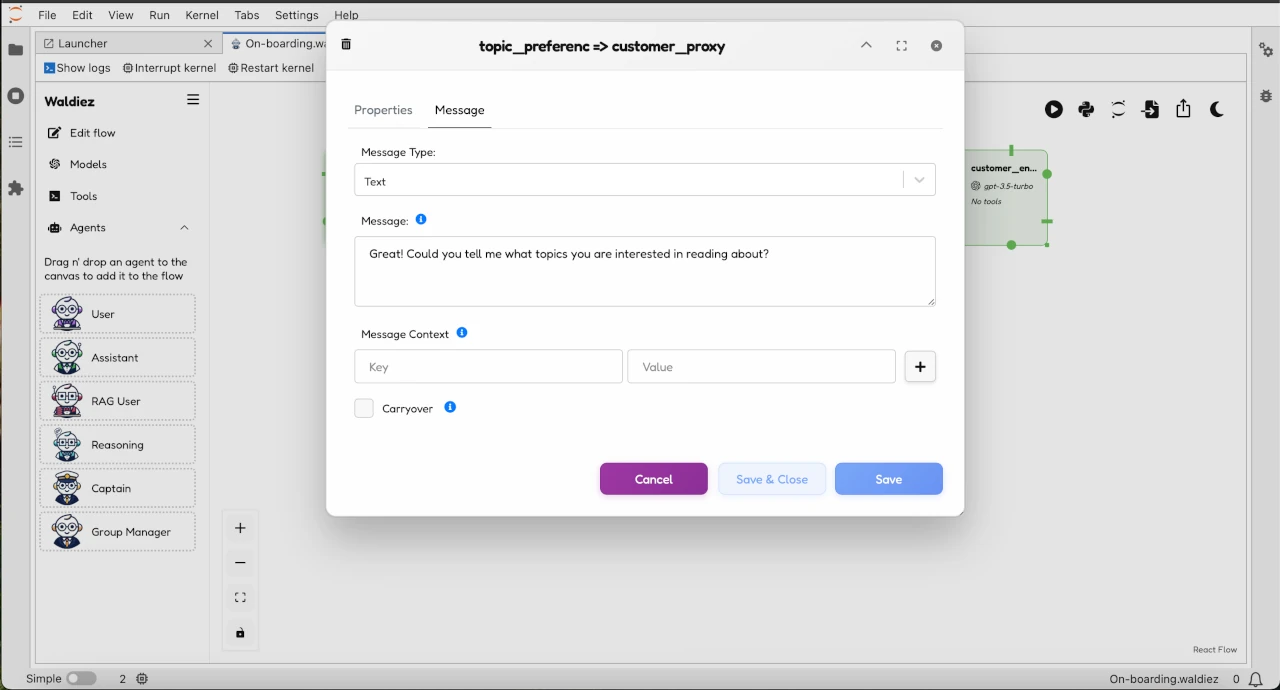 File Edit View Run Kernel Tabs Settings Help
Launcher
On-boarding.wa
Show logs Interrupt kernel Restart kernel
Waldiez
Edit flow
Models
Tools
Agents
Drag n' drop an agent to the
canvas to add it to the flow
User
Assistant
RAG User
Reasoning
Captain
Group Manager
topic_preferenc => customer_proxy
Properties Message
Message Type:
Text
Message:
Great! Could you tell me what topics you are interested in reading about?
Message Context
Key Value
Carryover
Cancel Save & Close Save
customer_en...
gpt-3.5-turbo
No tools
React Flow
Simple 2 On-boarding.waldiez 0